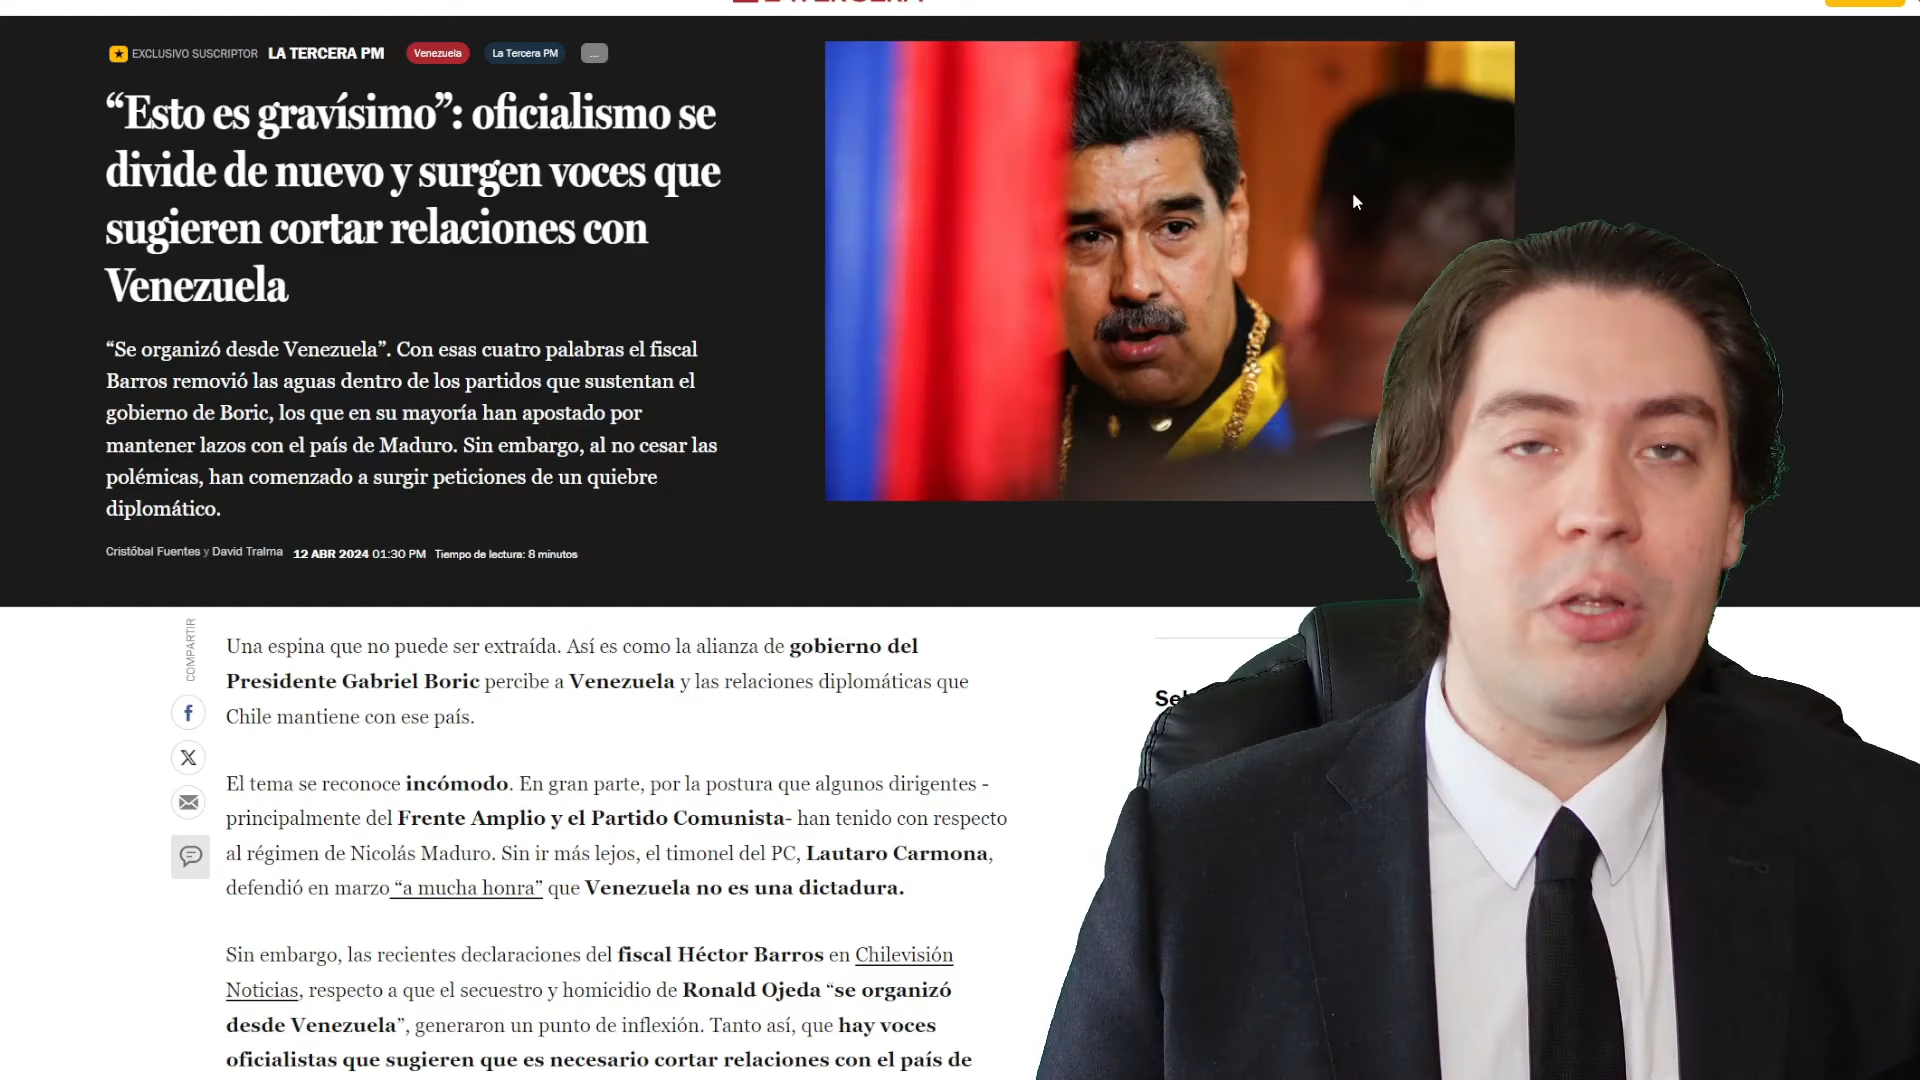 LA TERCERA
EXCLUSIVO SUSCRIPTOR LA TERCERA PM Venezuela La Tercera PM ...
“Esto es gravísimo”: oficialismo se
divide de nuevo y surgen voces que
sugieren cortar relaciones con
Venezuela
“Se organizó desde Venezuela”. Con esas cuatro palabras el fiscal
Barros removió las aguas dentro de los partidos que sustentan el
gobierno de Boric, los que en su mayoría han apostado por
mantener lazos con el país de Maduro. Sin embargo, al no cesar las
polémicas, han comenzado a surgir peticiones de un quiebre
diplomático.
Cristóbal Fuentes y David Tralma 12 ABR 2024 01:30 PM Tiempo de lectura: 8 minutos
COMPARTIR
Una espina que no puede ser extraída. Así es como la alianza de gobierno del
Presidente Gabriel Boric percibe a Venezuela y las relaciones diplomáticas que
Chile mantiene con ese país.
El tema se reconoce incómodo. En gran parte, por la postura que algunos dirigentes -
principalmente del Frente Amplio y el Partido Comunista- han tenido con respecto
al régimen de Nicolás Maduro. Sin ir más lejos, el timonel del PC, Lautaro Carmona,
defendió en marzo “a mucha honra” que Venezuela no es una dictadura.
Sin embargo, las recientes declaraciones del fiscal Héctor Barros en Chilevisión
Noticias, respecto a que el secuestro y homicidio de Ronald Ojeda “se organizó
desde Venezuela”, generaron un punto de inflexión. Tanto así, que hay voces
oficialistas que sugieren que es necesario cortar relaciones con el país de